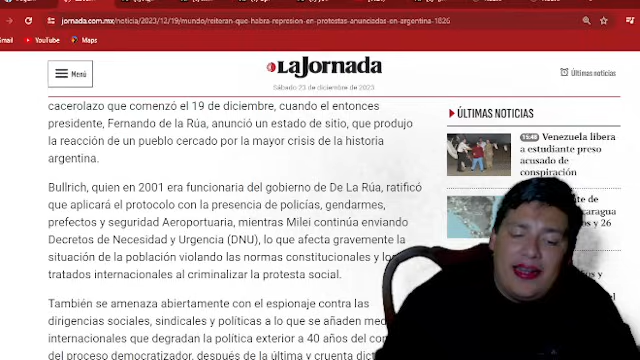 jornada.com.mx/noticia/2023/12/19/mundo/reiteran-que-habra-represion-en-protestas-anunciadas-en-argentina-1826
YouTube
Maps
Menú
LaJornada
Últimas noticias
Sábado 23 de diciembre de 2023
cacerolazo que comenzó el 19 de diciembre, cuando el entonces
presidente, Fernando de la Rúa, anunció un estado de sitio, que produjo
la reacción de un pueblo cercado por la mayor crisis de la historia
argentina.
Bullrich, quien en 2001 era funcionaria del gobierno de De La Rúa, ratificó
que aplicará el protocolo con la presencia de policías, gendarmes,
prefectos y seguridad Aeroportuaria, mientras Milei continúa enviando
Decretos de Necesidad y Urgencia (DNU), lo que afecta gravemente la
situación de la población violando las normas constitucionales y los
tratados internacionales al criminalizar la protesta social.
También se amenaza abiertamente con el espionaje contra las
dirigencias sociales, sindicales y políticas a lo que se añaden
internacionales que degradan la política exterior a 40 años del
del proceso democratizador, después de la última y cruenta
ÚLTIMAS NOTICIAS
Venezuela libera
a estudiante preso
acusado de
conspiración
de
y 26
y